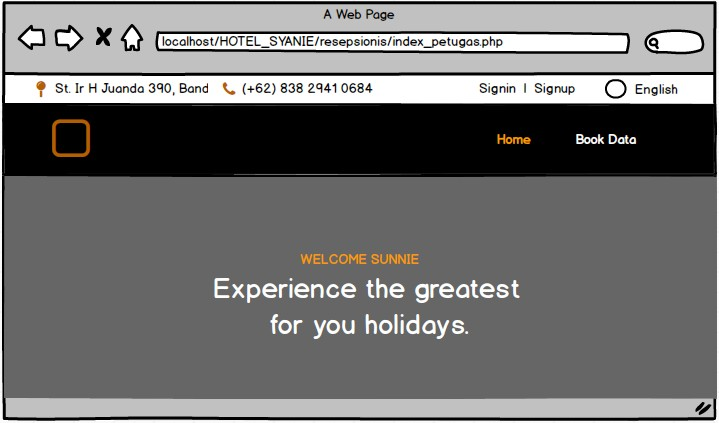 A Web Page
localhost/HOTEL_SYANIE/resepsionis/index_petugas.php
St. Ir H Juanda 390, Band (+62) 838 2941 0684 Signin | Signup English
Home Book Data
WELCOME SUNNIE
Experience the greatest
for you holidays.